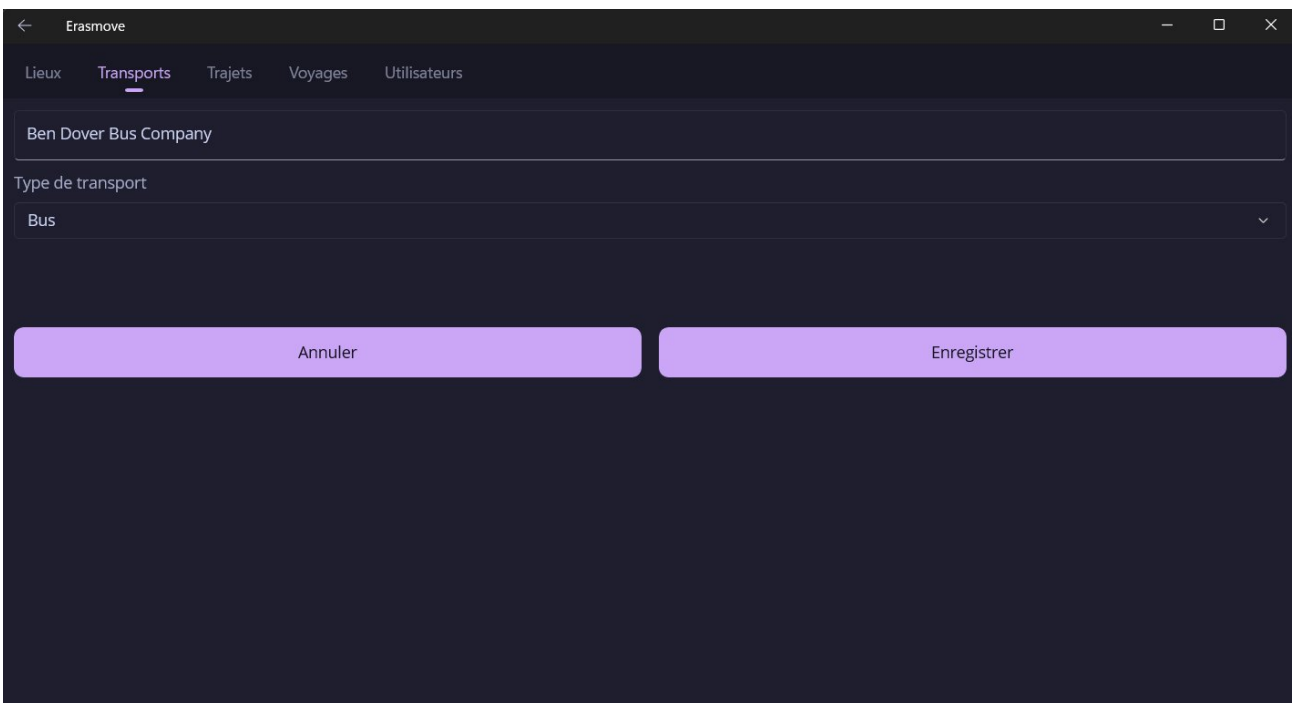 Erasmove
Lieux Transports Trajets Voyages Utilisateurs
Ben Dover Bus Company
Type de transport
Bus
Annuler Enregistrer